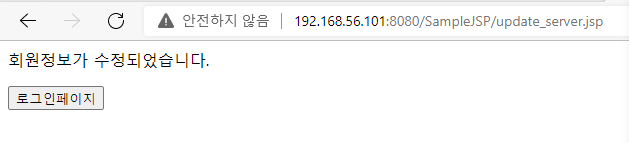 안전하지 않음 192.168.56.101:8080/SampleJSP/update_server.jsp
회원정보가 수정되었습니다.
로그인페이지